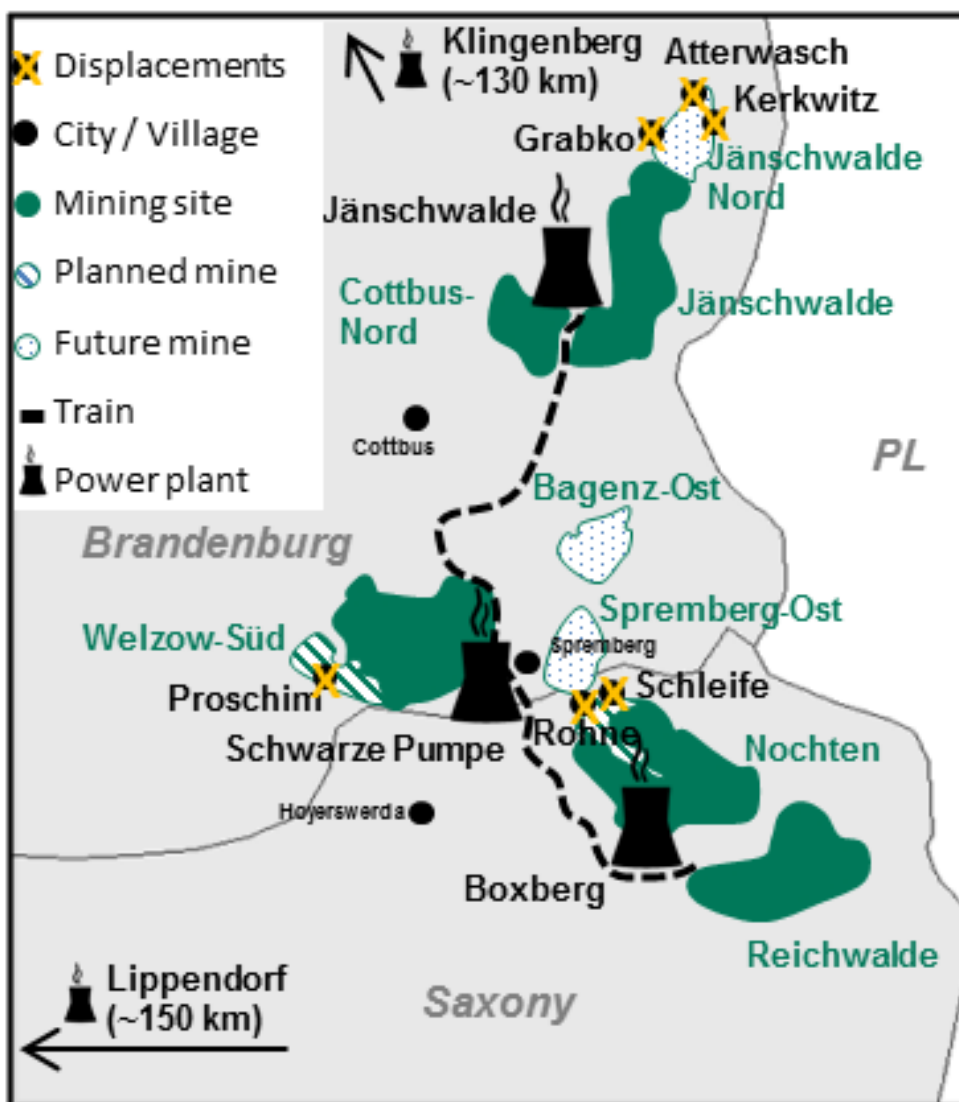 Displacements
City / Village
Mining site
Planned mine
Future mine
Train
Power plant
Klingenberg
(~130 km)
Atterwasch
Kerkwitz
Grabko
Jänschwalde
Nord
Jänschwalde
Cottbus-
Nord
Jänschwalde
Cottbus
PL
Bagenz-Ost
Brandenburg
Spremberg-Ost
Welzow-Süd
Spremberg
Proschim
Schleife
Rohne
Schwarze Pumpe
Nochten
Hoyerswerda
Boxberg
Reichwalde
Lippendorf
(~150 km)
Saxony